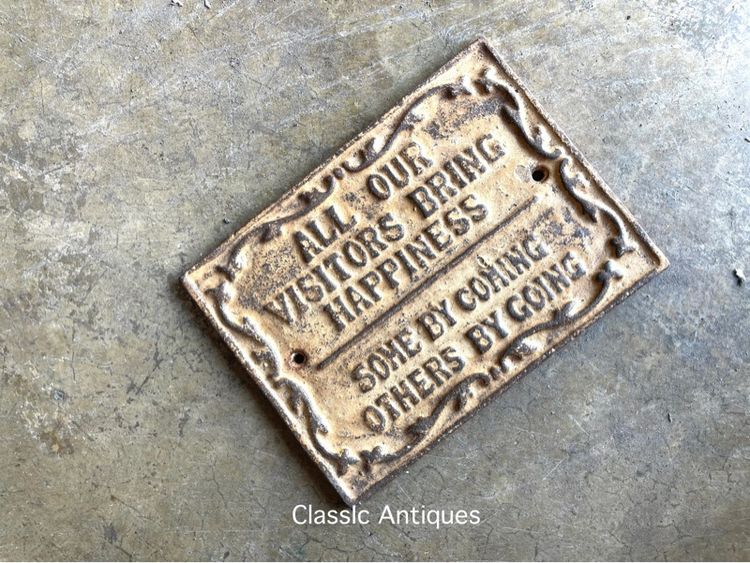 ALL OUR
VISITORS BRING
HAPPINESS
SOME BY COMING
OTHERS BY GOING
Classic Antiques